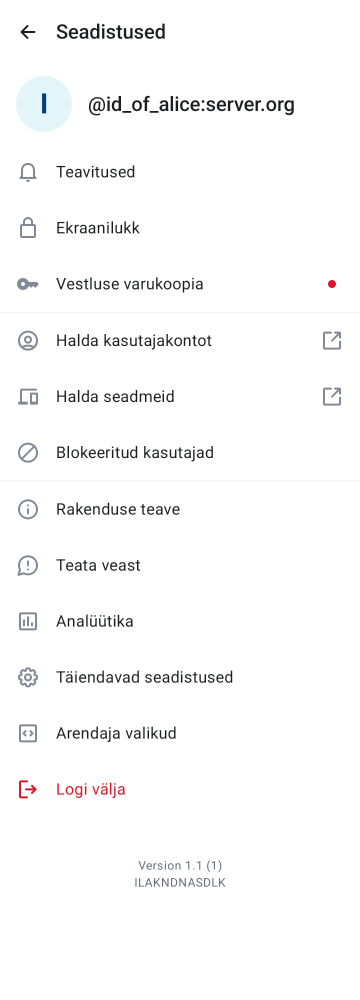 Seadistused
I
@id_of_alice:server.org
Teavitused
Ekraanilukk
Vestluse varukoopia
Halda kasutajakontot
Halda seadmeid
Blokeeritud kasutajad
Rakenduse teave
Teata veast
Analüütika
Täiendavad seadistused
Arendaja valikud
Logi välja
Version 1.1 (1)
ILAKNDNASDLK